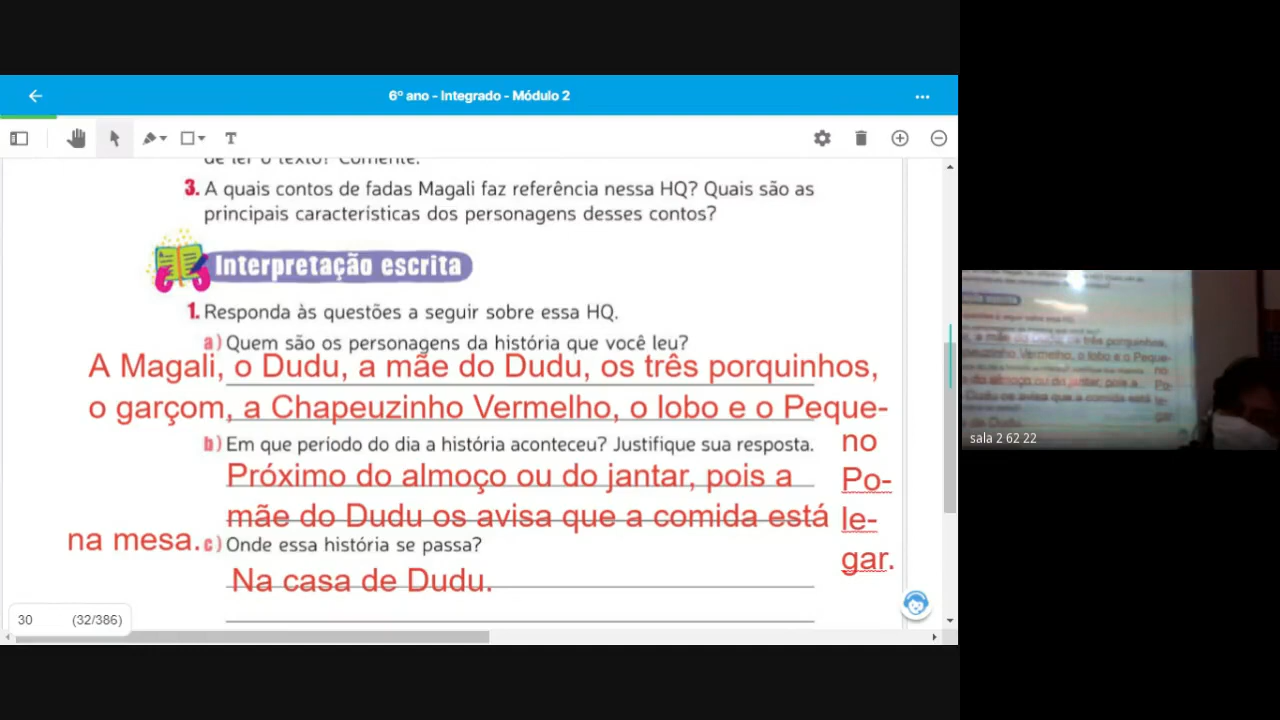 6º ano - Integrado - Módulo 2
de ler o texto? Comente.
3. A quais contos de fadas Magali faz referência nessa HQ? Quais são as
principais características dos personagens desses contos?
Interpretação escrita
1. Responda às questões a seguir sobre essa HQ.
a) Quem são os personagens da história que você leu?
A Magali, o Dudu, a mãe do Dudu, os três porquinhos,
o garçom, a Chapeuzinho Vermelho, o lobo e o Peque-
no
Po-
le-
gar.
b) Em que período do dia a história aconteceu? Justifique sua resposta.
Próximo do almoço ou do jantar, pois a
mãe do Dudu os avisa que a comida está
na mesa.
c) Onde essa história se passa?
Na casa de Dudu.
30 (32/386)
sala 2 62 22